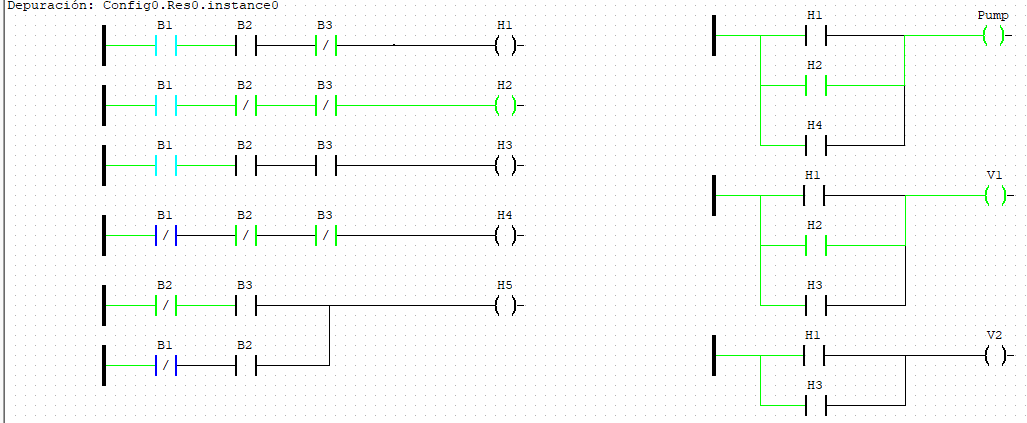 Depuración: Config0.Res0.instance0
B1 B2 B3 H1
B1 B2 B3 H2
B1 B2 B3 H3
B1 B2 B3 H4
B2 B3 H5
B1 B2
H1 Pump
H2
H4
H1 V1
H2
H3
H1 V2
H3